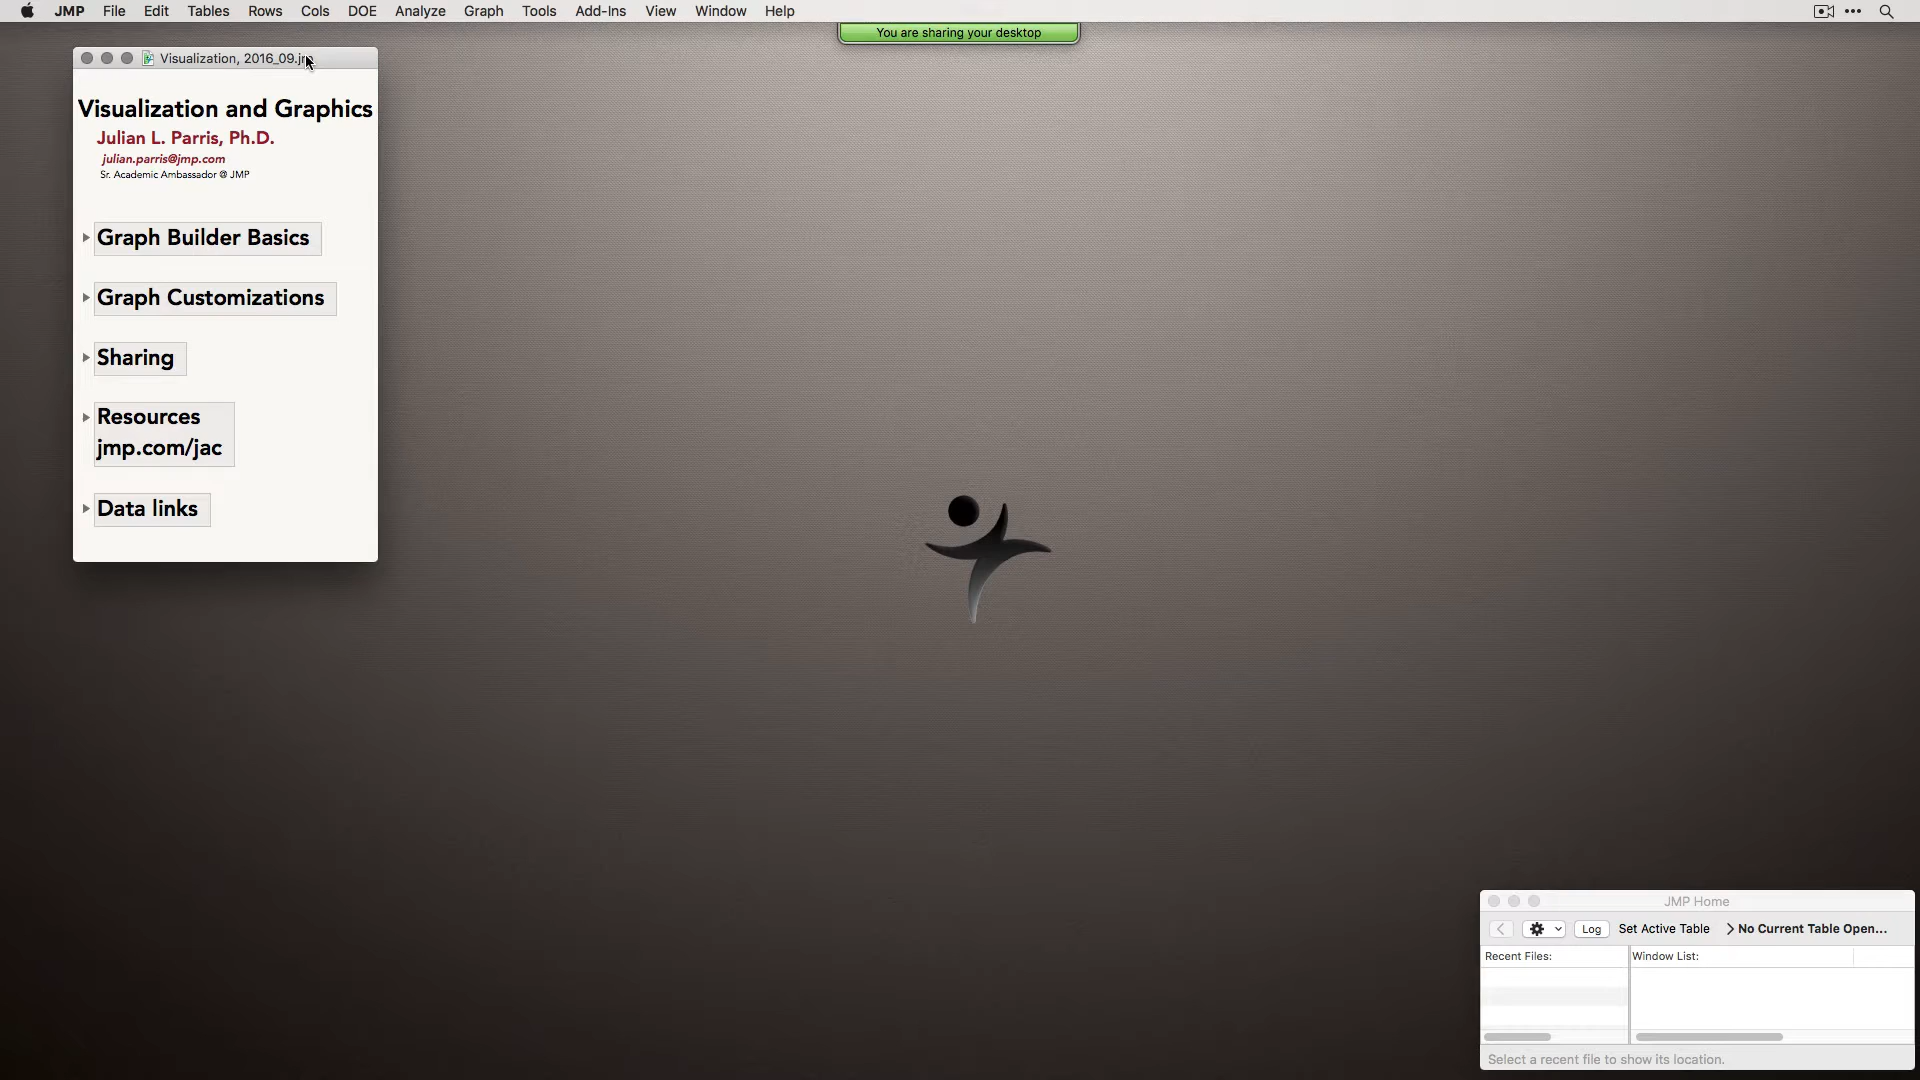 JMP File Edit Tables Rows Cols DOE Analyze Graph Tools Add-Ins View Window Help
You are sharing your desktop
Visualization, 2016_09.
Visualization and Graphics
Julian L. Parris, Ph.D.
julian.parris@jmp.com
Sr. Academic Ambassador @ JMP
Graph Builder Basics
Graph Customizations
Sharing
Resources
jmp.com/jac
Data links
JMP Home
Log Set Active Table No Current Table Open...
Recent Files: Window List:
Select a recent file to show its location.